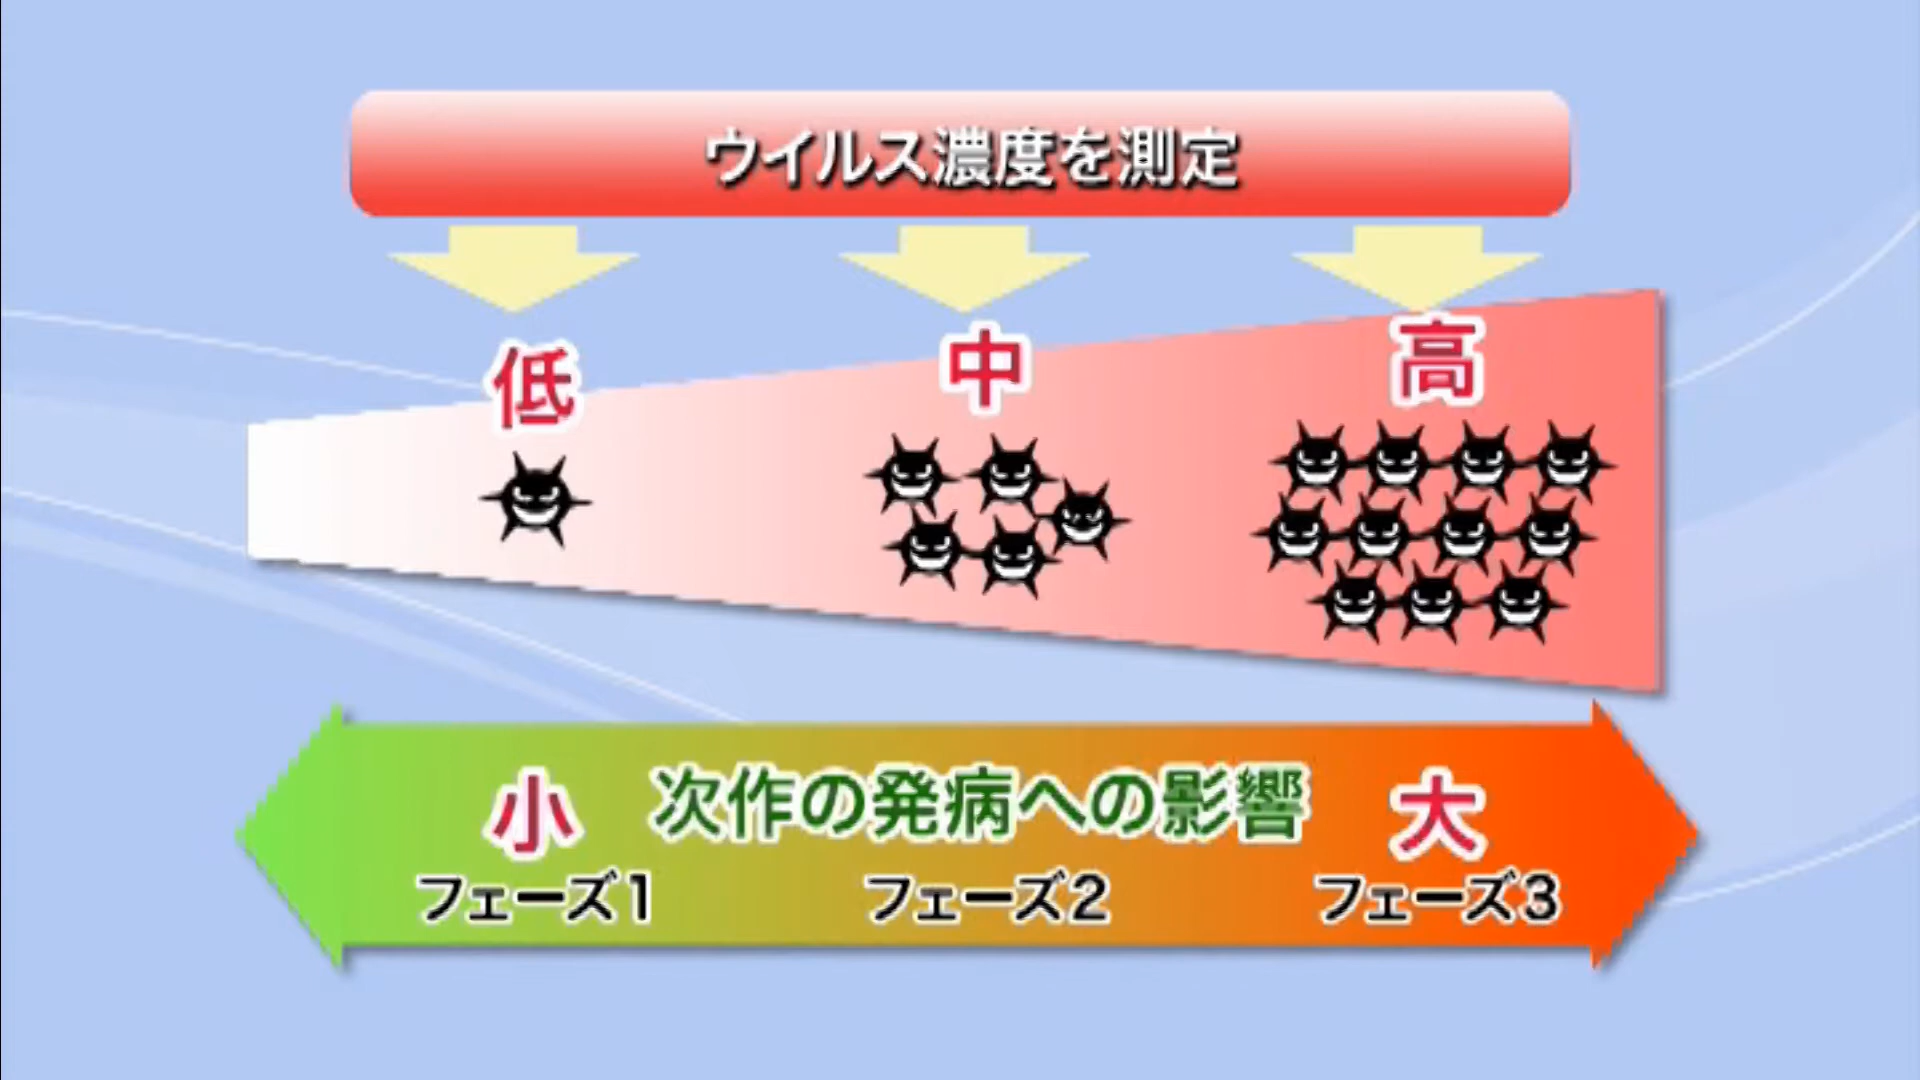 ウイルス濃度を測定
低
中
高
小
次作の発病への影響
大
フェーズ1
フェーズ2
フェーズ3